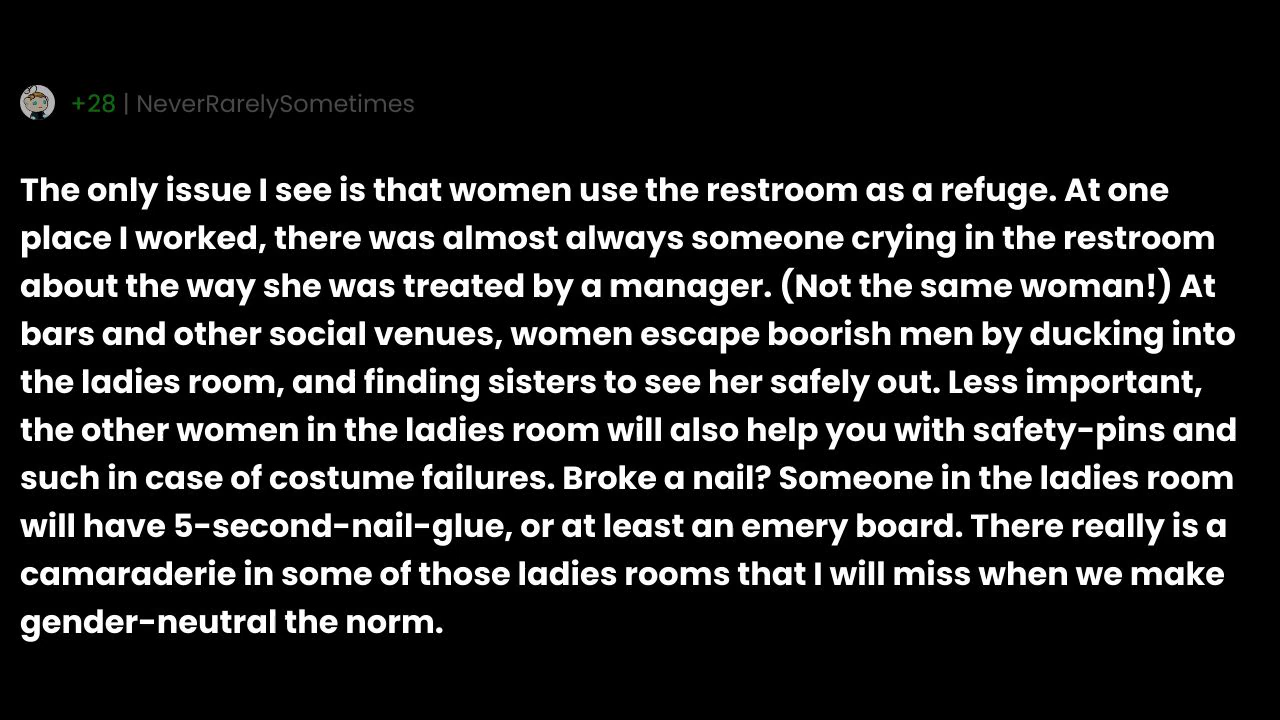 +28 | NeverRarelySometimes
The only issue I see is that women use the restroom as a refuge. At one
place I worked, there was almost always someone crying in the restroom
about the way she was treated by a manager. (Not the same woman!) At
bars and other social venues, women escape boorish men by ducking into
the ladies room, and finding sisters to see her safely out. Less important,
the other women in the ladies room will also help you with safety-pins and
such in case of costume failures. Broke a nail? Someone in the ladies room
will have 5-second-nail-glue, or at least an emery board. There really is a
camaraderie in some of those ladies rooms that I will miss when we make
gender-neutral the norm.